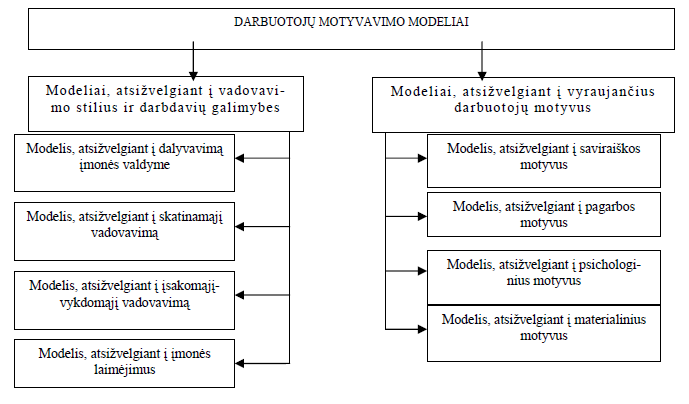 DARBUOTOJŲ MOTYVAVIMO MODELIAI
Modeliai, atsižvelgiant į vadovavi-
mo stilius ir darbdavių galimybes
Modelis, atsižvelgiant į dalyvavimą
įmonės valdyme
Modelis, atsižvelgiant į skatinamąjį
vadovavimą
Modelis, atsižvelgiant į įsakomąjį-
vykdomąjį vadovavimą
Modelis, atsižvelgiant į įmonės
laimėjimus
Modeliai, atsižvelgiant į vyraujančius
darbuotojų motyvus
Modelis, atsižvelgiant į saviraiškos
motyvus
Modelis, atsižvelgiant į pagarbos
motyvus
Modelis, atsižvelgiant į psichologi-
nius motyvus
Modelis, atsižvelgiant į materialinius
motyvus